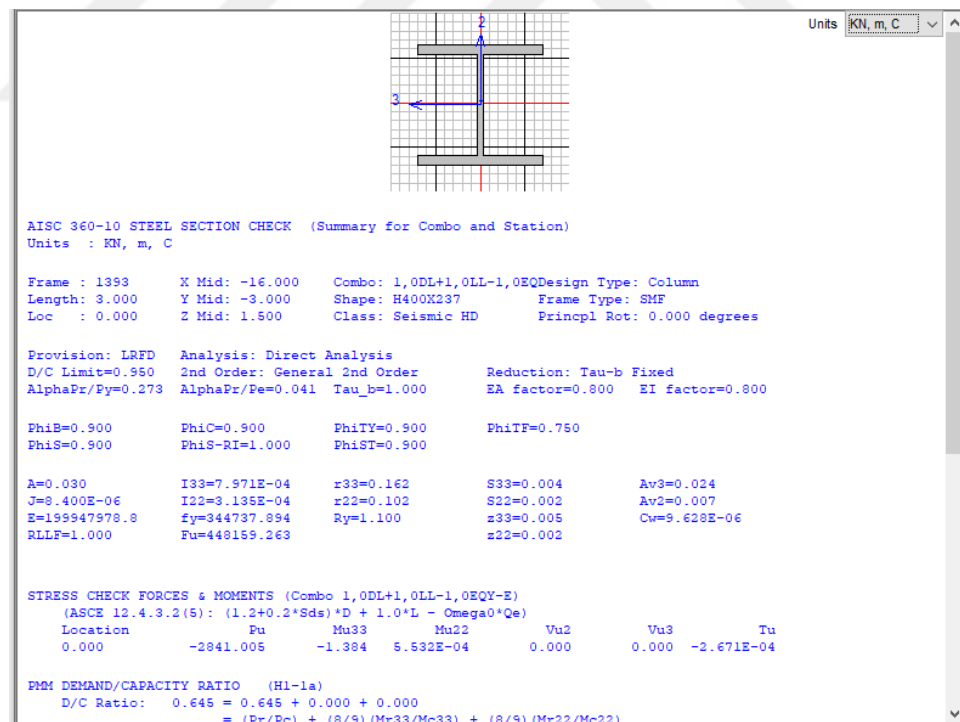 Units KN, m, C
2
3
AISC 360-10 STEEL SECTION CHECK (Summary for Combo and Station)
Units : KN, m, C
Frame : 1393 X Mid: -16.000 Combo: 1,0DL+1,0LL-1,0EQDesign Type: Column
Length: 3.000 Y Mid: -3.000 Shape: H400X237 Frame Type: SMF
Loc : 0.000 Z Mid: 1.500 Class: Seismic HD Princpl Rot: 0.000 degrees
Provision: LRFD Analysis: Direct Analysis
D/C Limit=0.950 2nd Order: General 2nd Order Reduction: Tau-b Fixed
AlphaPr/Py=0.273 AlphaPr/Pe=0.041 Tau_b=1.000 EA factor=0.800 EI factor=0.800
PhiB=0.900 PhiC=0.900 PhiTY=0.900 PhiTF=0.750
PhiS=0.900 PhiS-RI=1.000 PhiST=0.900
A=0.030 I33=7.971E-04 r33=0.162 S33=0.004 Av3=0.024
J=8.400E-06 I22=3.135E-04 r22=0.102 S22=0.002 Av2=0.007
E=199947978.8 fy=344737.894 Ry=1.100 z33=0.005 Cw=9.628E-06
RLLF=1.000 Fu=448159.263 z22=0.002
STRESS CHECK FORCES & MOMENTS (Combo 1,0DL+1,0LL-1,0EQY-E)
(ASCE 12.4.3.2(5): (1.2+0.2*Sds)*D + 1.0*L - Omega0*Qe)
Location Pu Mu33 Mu22 Vu2 Vu3 Tu
0.000 -2841.005 -1.384 5.532E-04 0.000 0.000 -2.671E-04
PMM DEMAND/CAPACITY RATIO (H1-1a)
D/C Ratio: 0.645 = 0.645 + 0.000 + 0.000
= (Pr/Pc) + (8/9)(Mr33/Mc33) + (8/9)(Mr22/Mc22)